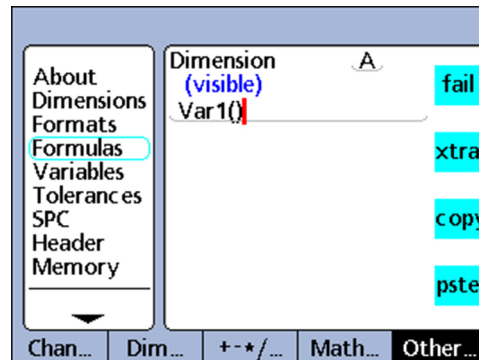 About
Dimensions
Formats
Formulas
Variables
Tolerances
SPC
Header
Memory
Dimension A
(visible)
Var1()
fail
xtra
copy
pste
Chan... Dim... +-*/... Math... Other...